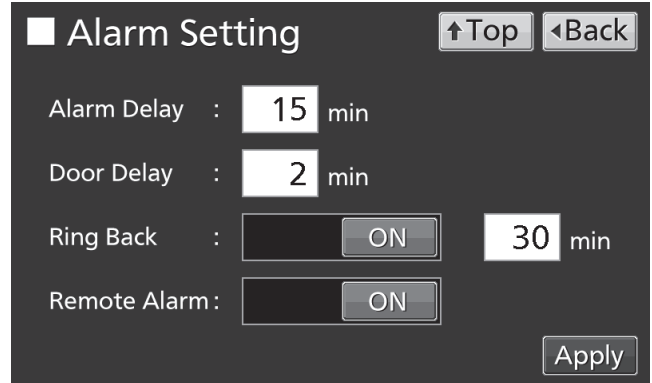 Alarm Setting ↑Top ◂Back
Alarm Delay : 15 min
Door Delay : 2 min
Ring Back : ON 30 min
Remote Alarm : ON
Apply